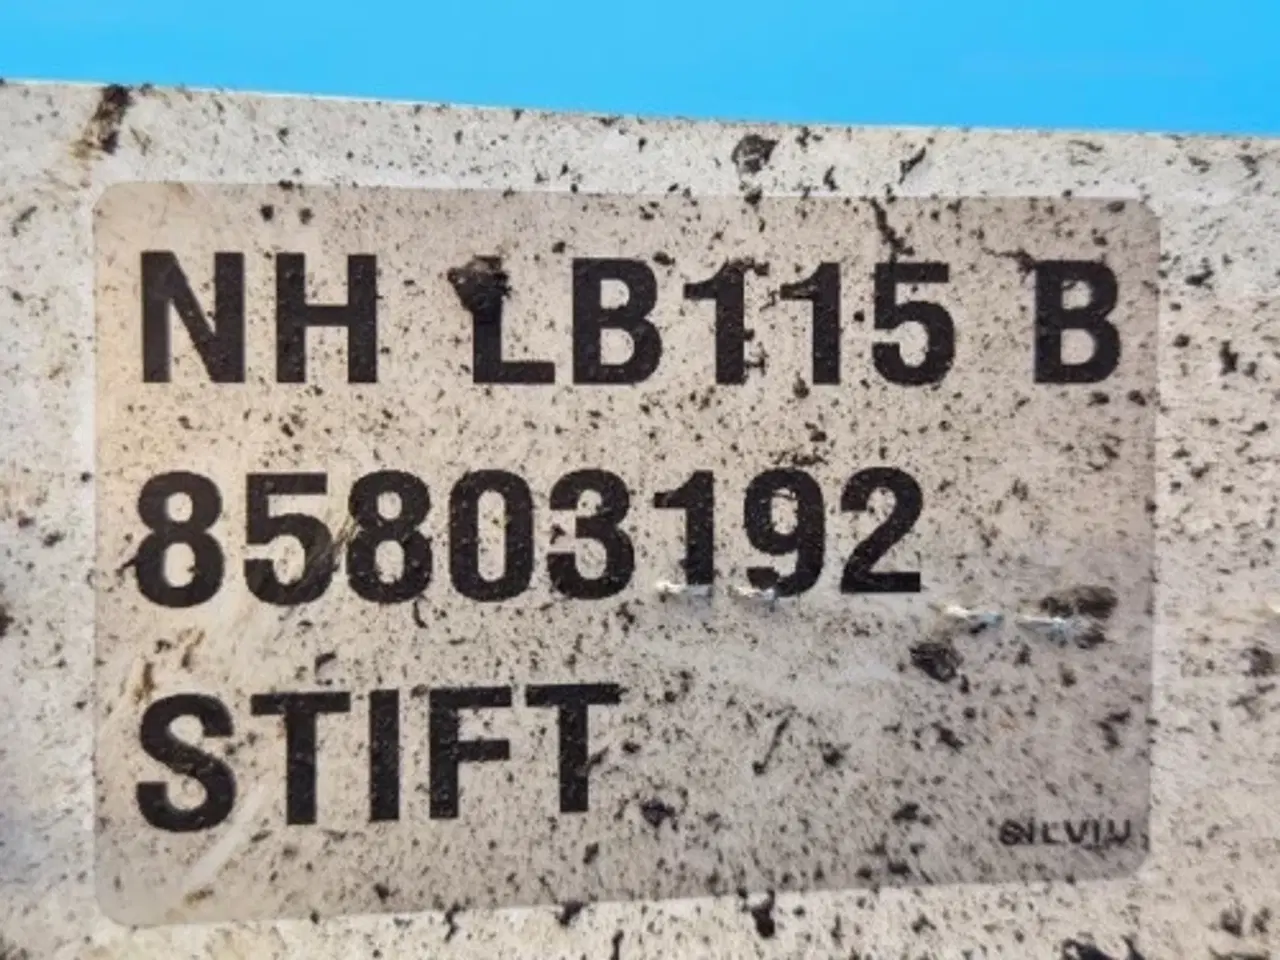 NH LB115 B
85803192
STIFT
SILVIU